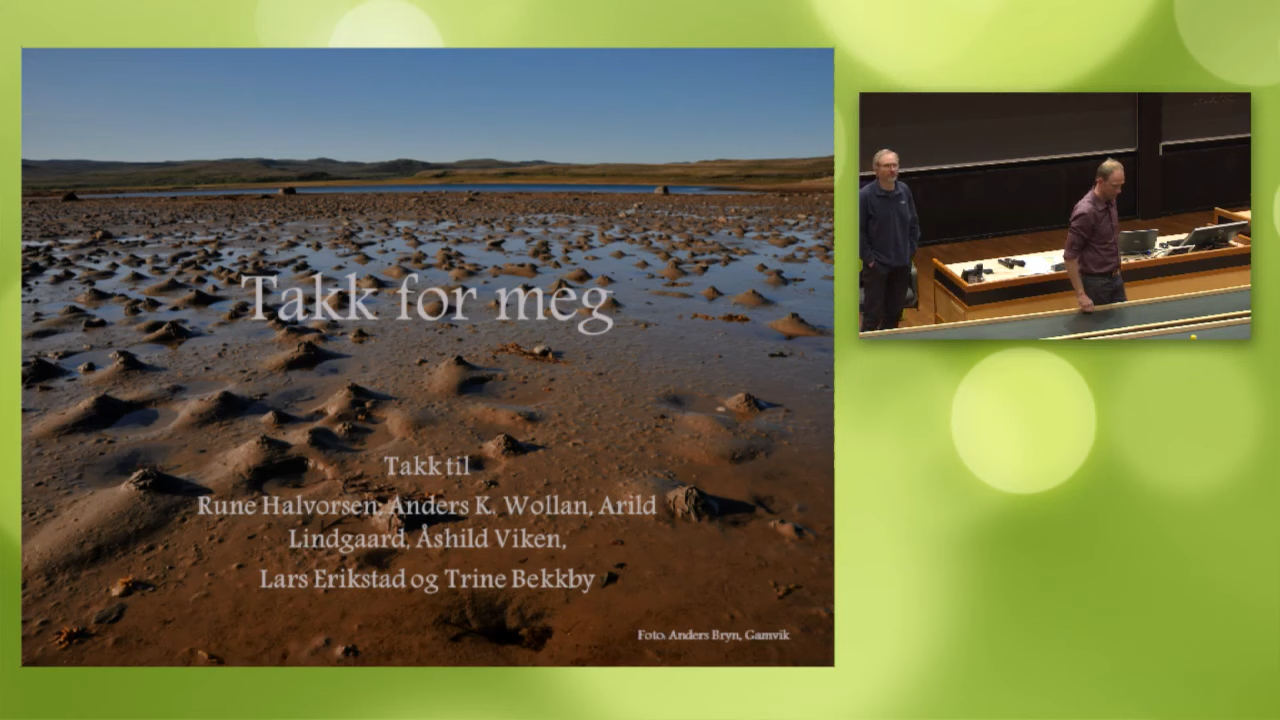 Takk for meg
Takk til
Rune Halvorsen, Anders K. Wollan, Arild
Lindgaard, Åshild Viken,
Lars Erikstad og Trine Bekkby
Foto: Anders Bryn, Gamvik